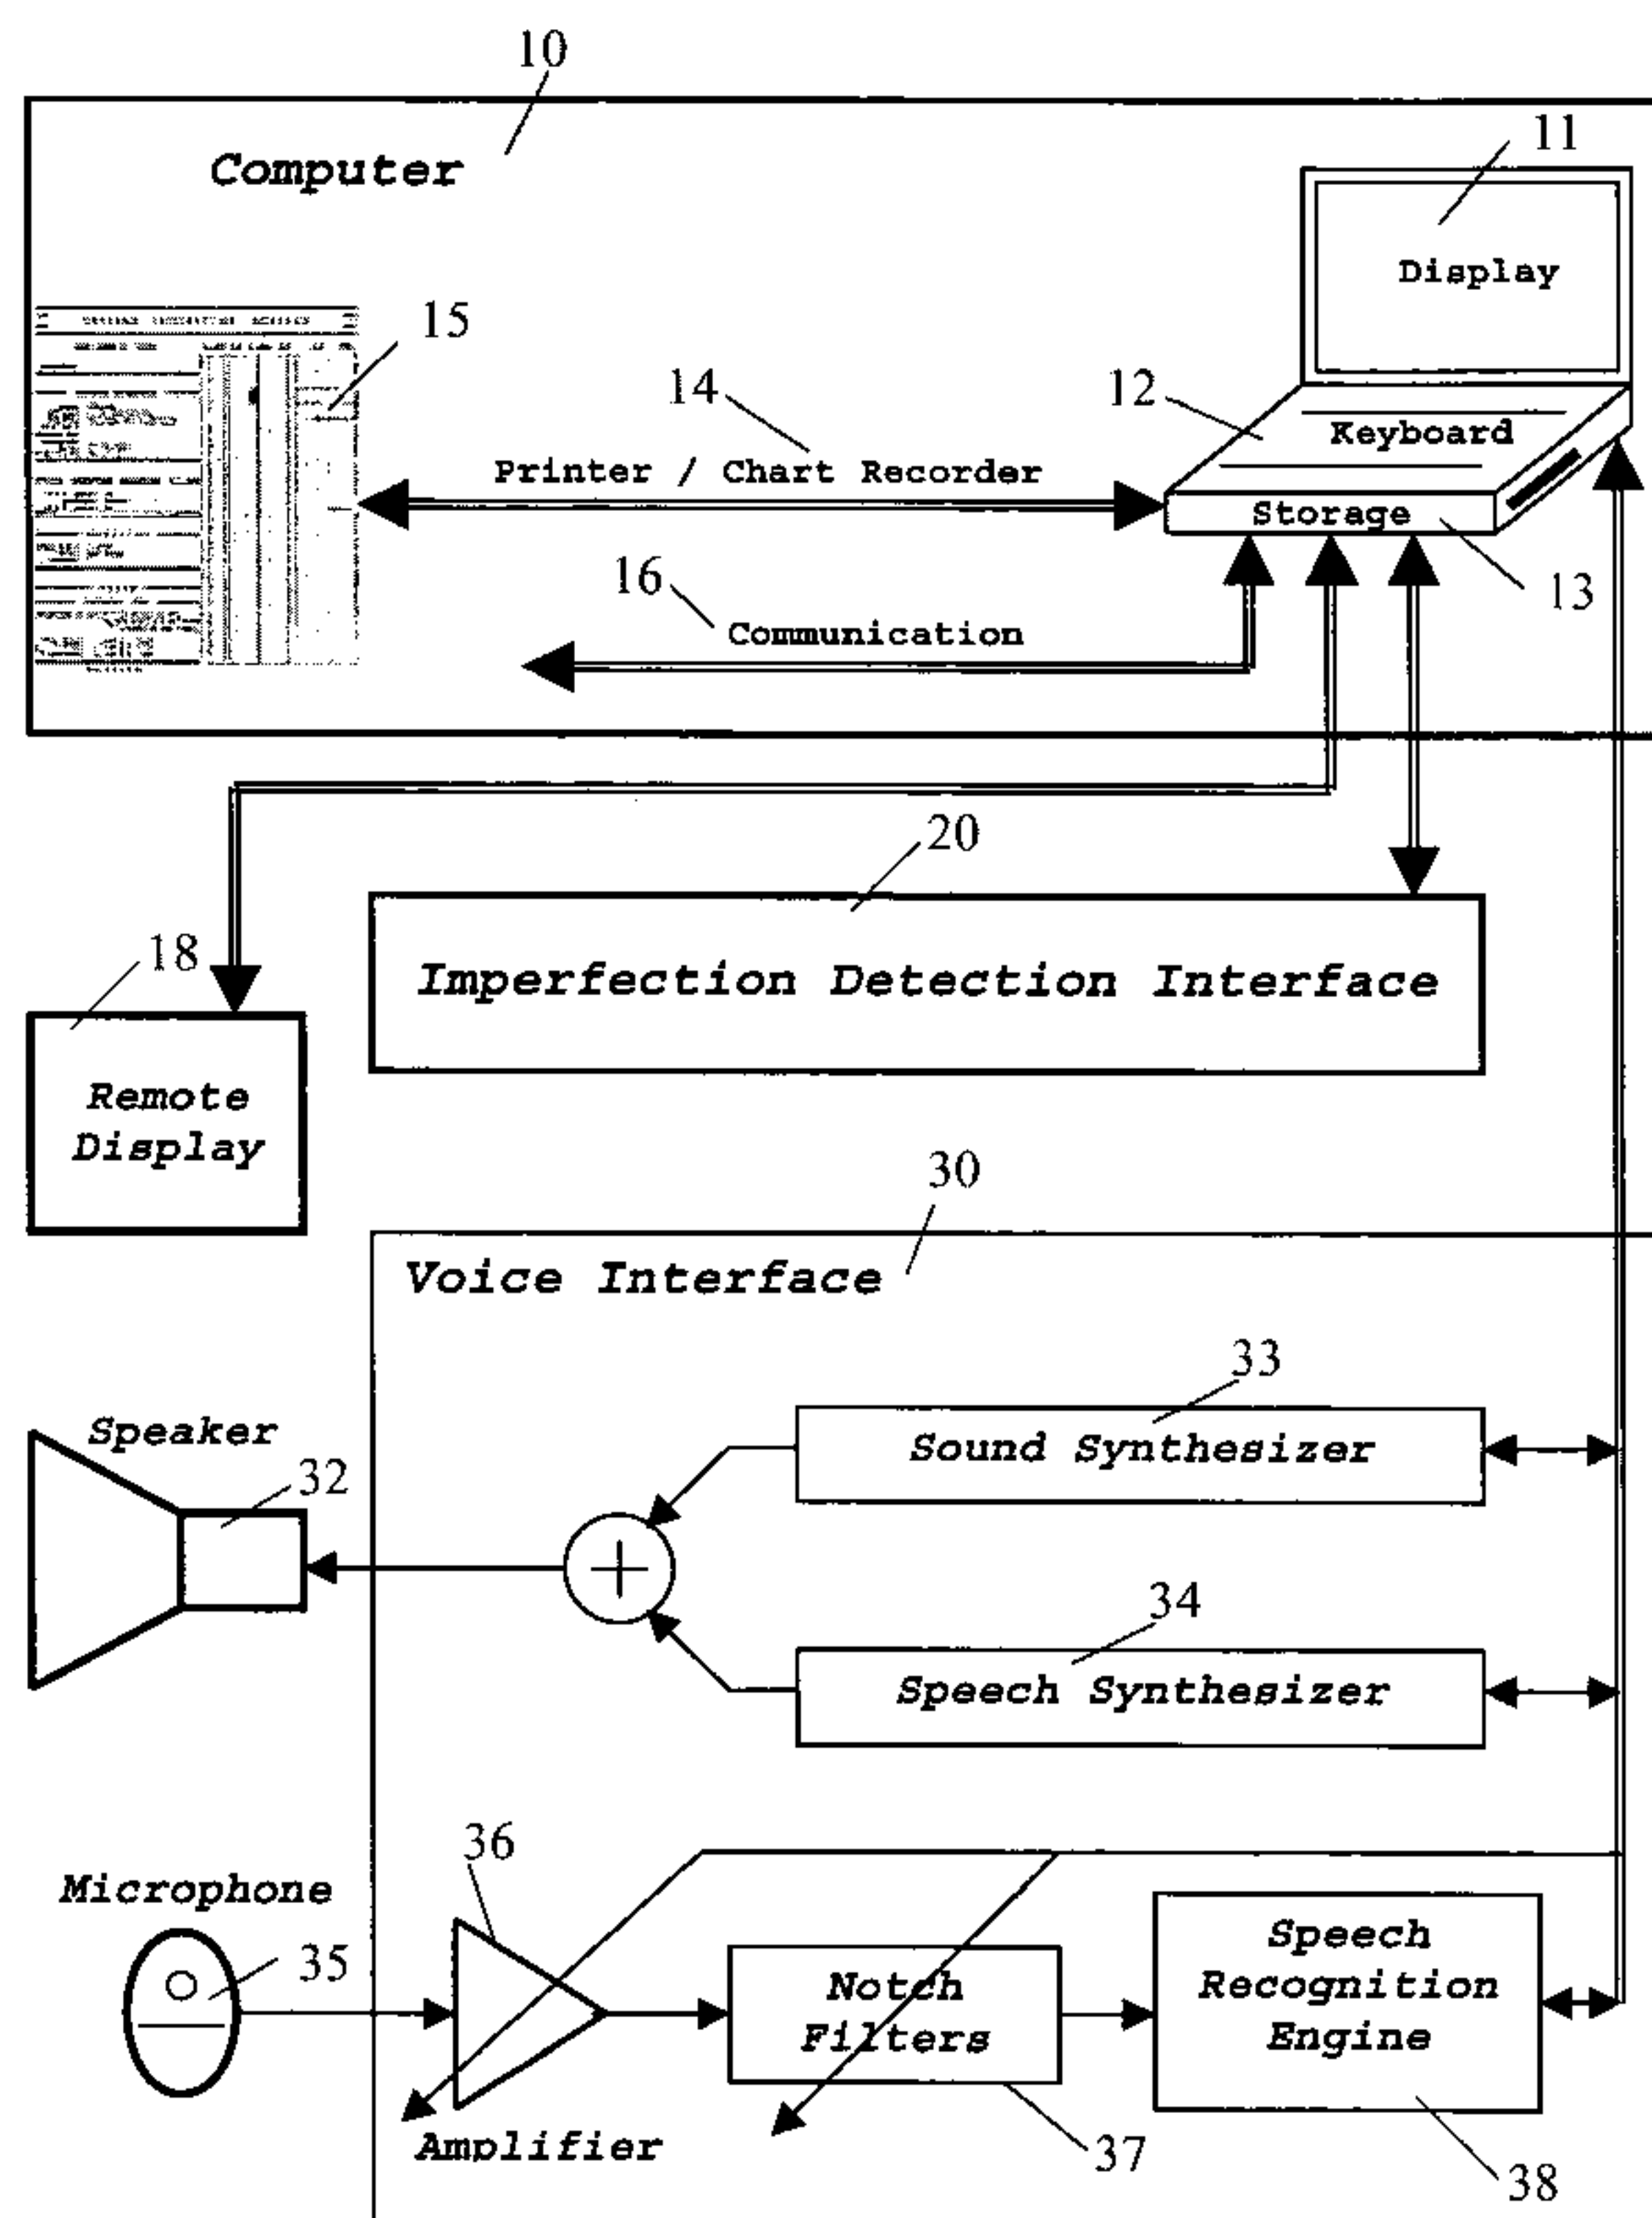 10
Computer
11
Display
15
14
12
Keyboard
Printer / Chart Recorder
Storage
16
13
Communication
20
18
Imperfection Detection Interface
Remote
Display
30
Voice Interface
33
Speaker
Sound Synthesizer
32
+
34
Speech Synthesizer
36
Microphone
35
Speech
Recognition
Engine
Notch
Filters
Amplifier
37
38